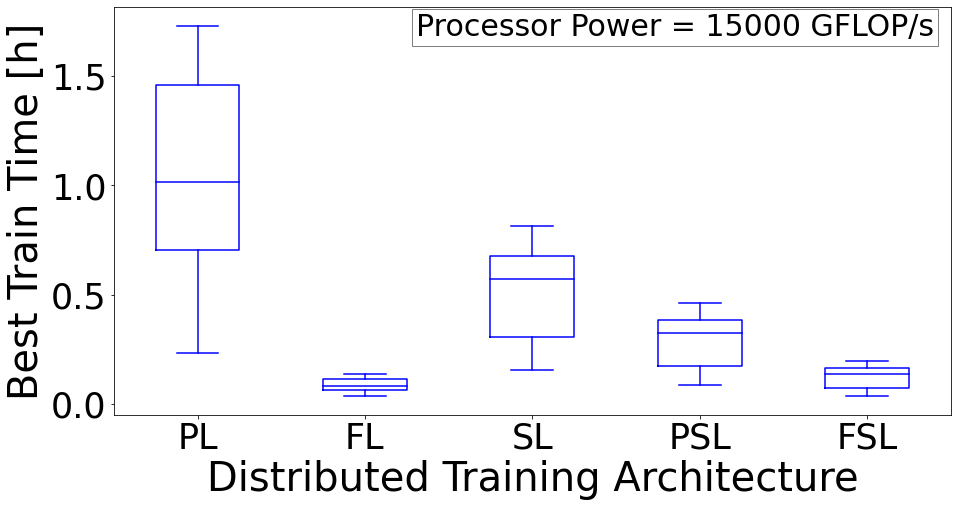 Processor Power = 15000 GFLOP/s
Best Train Time [h]
1.5
1.0
0.5
0.0
PL FL SL PSL FSL
Distributed Training Architecture